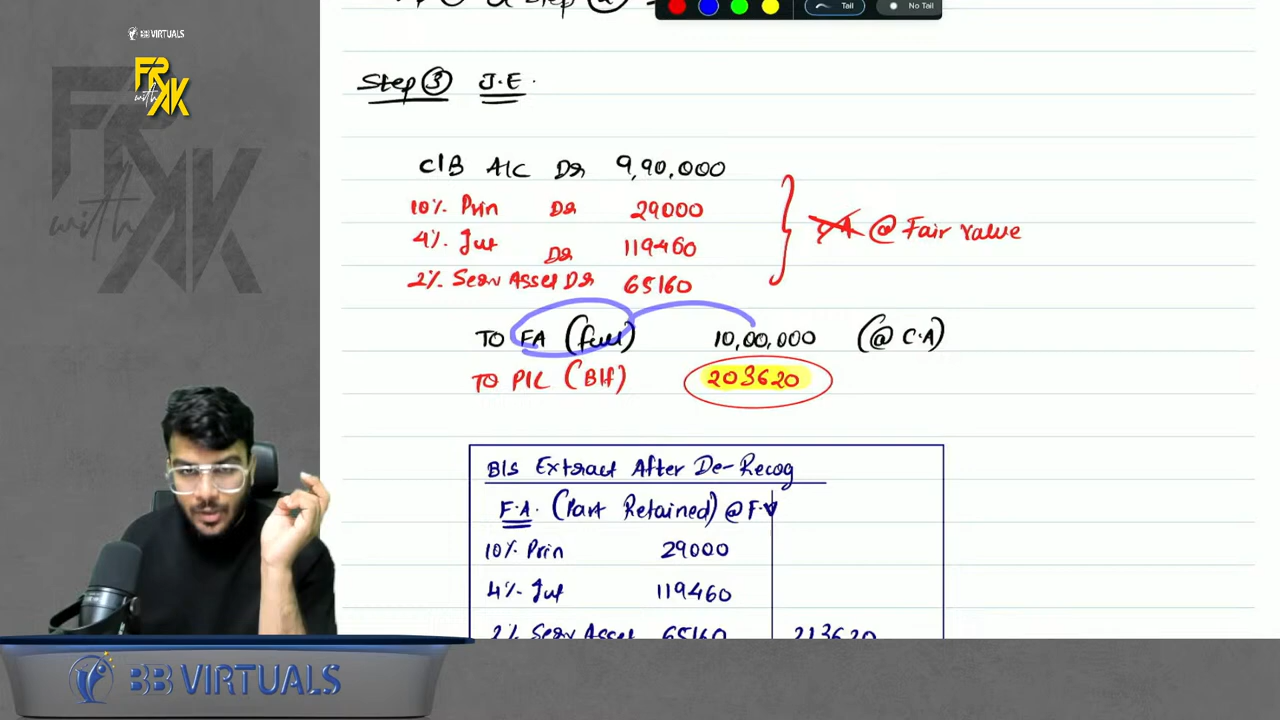 BB VIRTUALS
FR
with
AK
Tail
No Tail
Step ③ J.E.
C/B A/C Dr 9,90,000
10% Prin Dr 29000
4% Int Dr 119460
@ Fair Value
2% Serv Asset Dr 65160
TO FA (full) 10,00,000 (@ C.A)
TO P/L (B/f) 203620
B/s Extract After De-Recog
F.A. (Part Retained) @ F.V
10% Prin 29000
4% Int 119460
2% Serv Asset 65160 213620
BB VIRTUALS